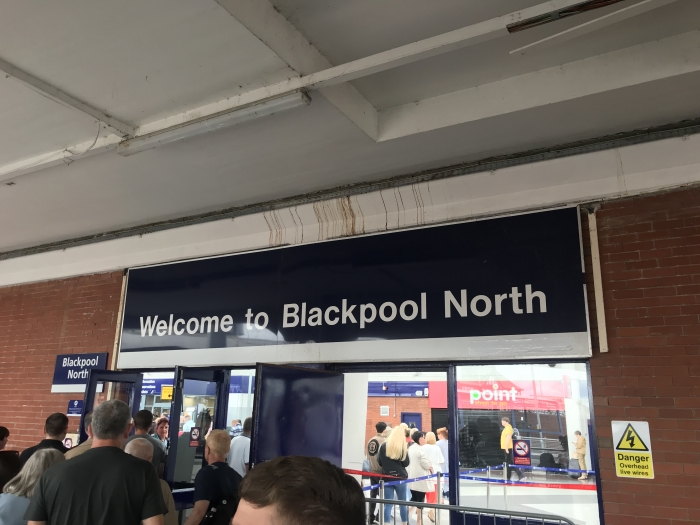 Welcome to Blackpool North
Blackpool
North
point
Danger
Overhead
live wires